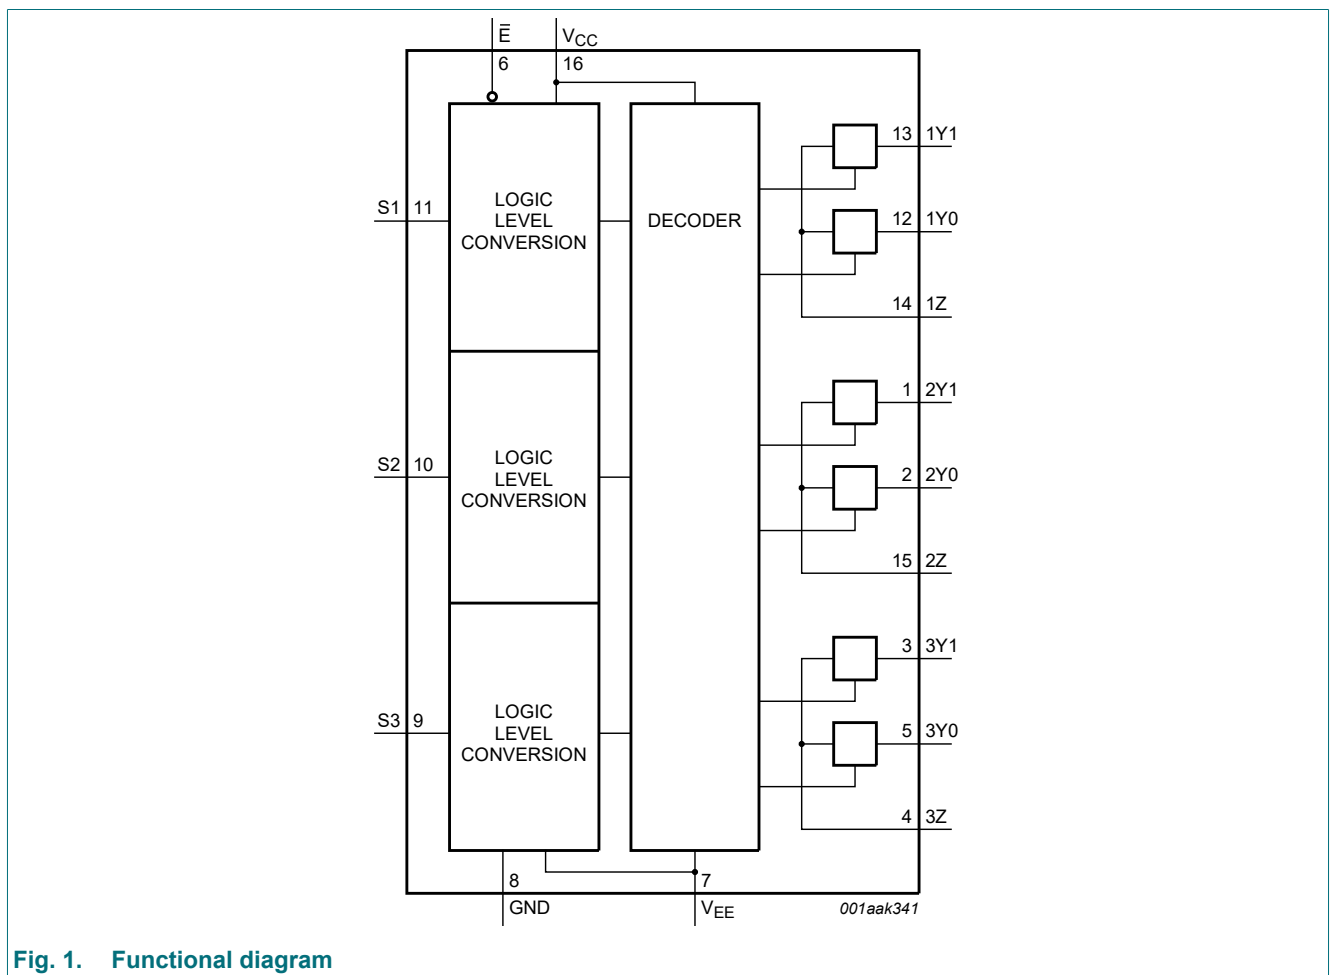 E̅
VCC
6
16
13 1Y1
LOGIC
LEVEL
CONVERSION
S1 11
DECODER
12 1Y0
14 1Z
1 2Y1
S2 10
LOGIC
LEVEL
CONVERSION
2 2Y0
15 2Z
3 3Y1
S3 9
LOGIC
LEVEL
CONVERSION
5 3Y0
4 3Z
8
7
GND
VEE
001aak341
Fig. 1. Functional diagram